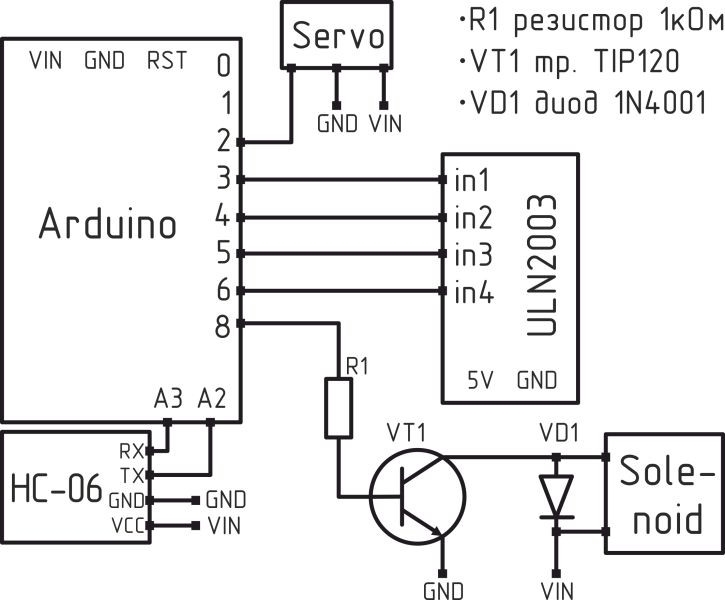 Servo
•R1 резистор 1кОм
•VT1 тр. TIP120
•VD1 диод 1N4001
VIN GND RST 0
1
2
GND VIN
3
4
5
6
8
Arduino
in1
in2
in3
in4
ULN2003
5V GND
A3 A2
R1
HC-06
RX
TX
GND GND
VCC VIN
VT1
VD1
Sole-
noid
GND
VIN